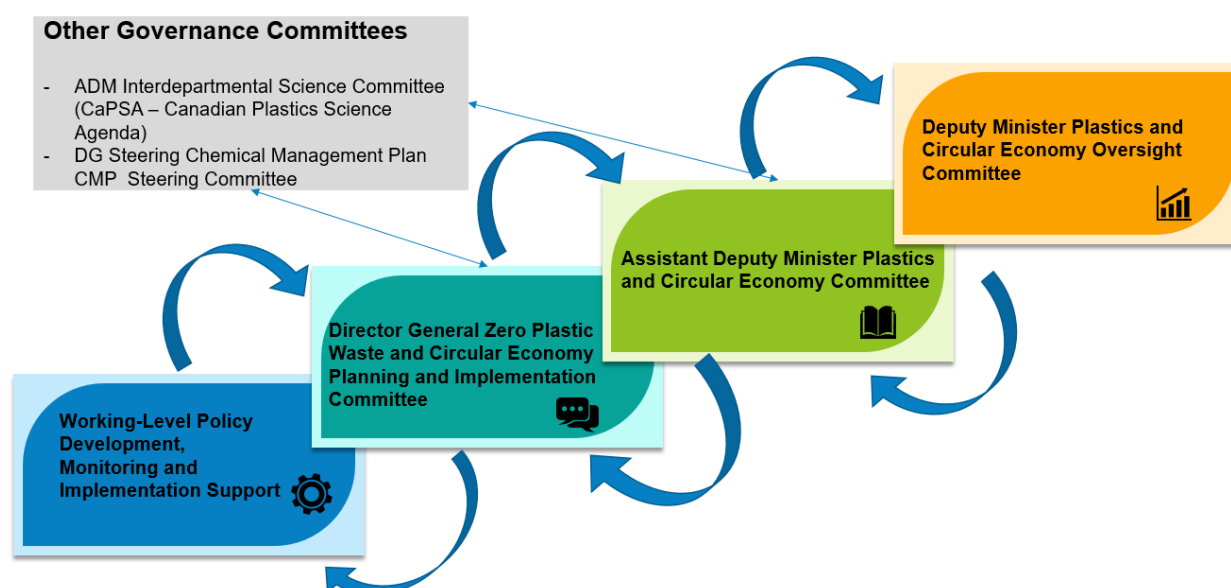 Other Governance Committees
- ADM Interdepartmental Science Committee
(CaPSA – Canadian Plastics Science
Agenda)
- DG Steering Chemical Management Plan
CMP  Steering Committee
Deputy Minister Plastics and
Circular Economy Oversight
Committee
Assistant Deputy Minister Plastics
and Circular Economy Committee
Director General Zero Plastic
Waste and Circular Economy
Planning and Implementation
Committee
Working-Level Policy
Development,
Monitoring and
Implementation Support